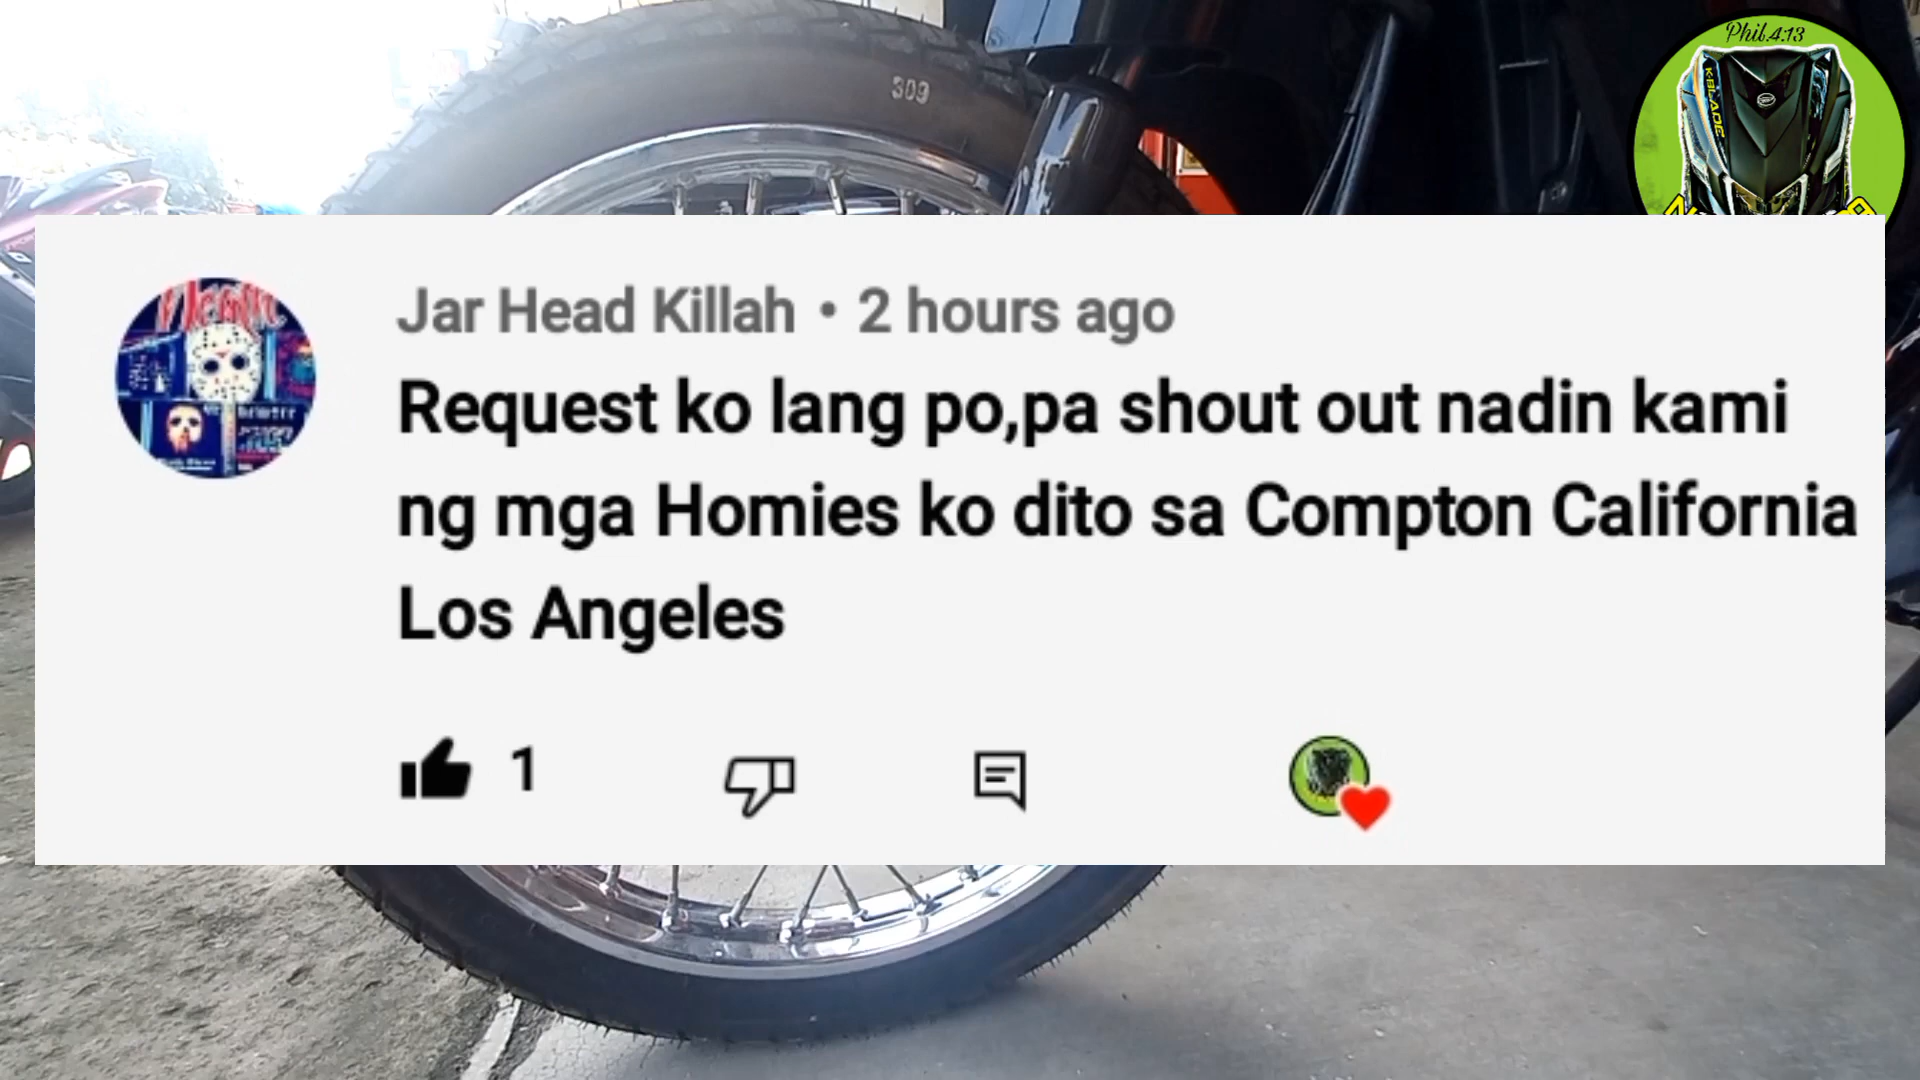 Phil.4:13
309
K-BLADE
Jar Head Killah • 2 hours ago
Request ko lang po,pa shout out nadin kami
ng mga Homies ko dito sa Compton California
Los Angeles
1